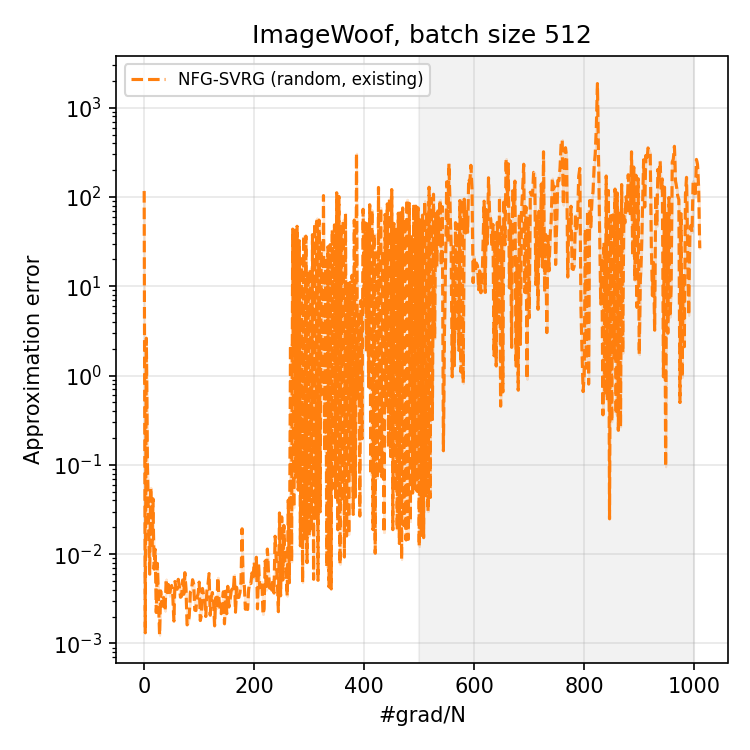 ImageWoof, batch size 512
NFG-SVRG (random, existing)
Approximation error
10^3
10^2
10^1
10^0
10^-1
10^-2
10^-3
0 200 400 600 800 1000
#grad/N